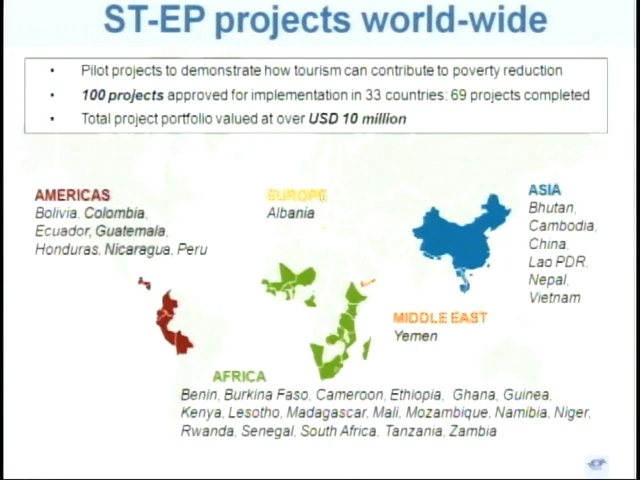 ST-EP projects world-wide
• Pilot projects to demonstrate how tourism can contribute to poverty reduction
• 100 projects approved for implementation in 33 countries; 69 projects completed
• Total project portfolio valued at over USD 10 million
AMERICAS
Bolivia, Colombia,
Ecuador, Guatemala,
Honduras, Nicaragua, Peru
EUROPE
Albania
ASIA
Bhutan,
Cambodia,
China,
Lao PDR,
Nepal,
Vietnam
MIDDLE EAST
Yemen
AFRICA
Benin, Burkina Faso, Cameroon, Ethiopia, Ghana, Guinea,
Kenya, Lesotho, Madagascar, Mali, Mozambique, Namibia, Niger,
Rwanda, Senegal, South Africa, Tanzania, Zambia